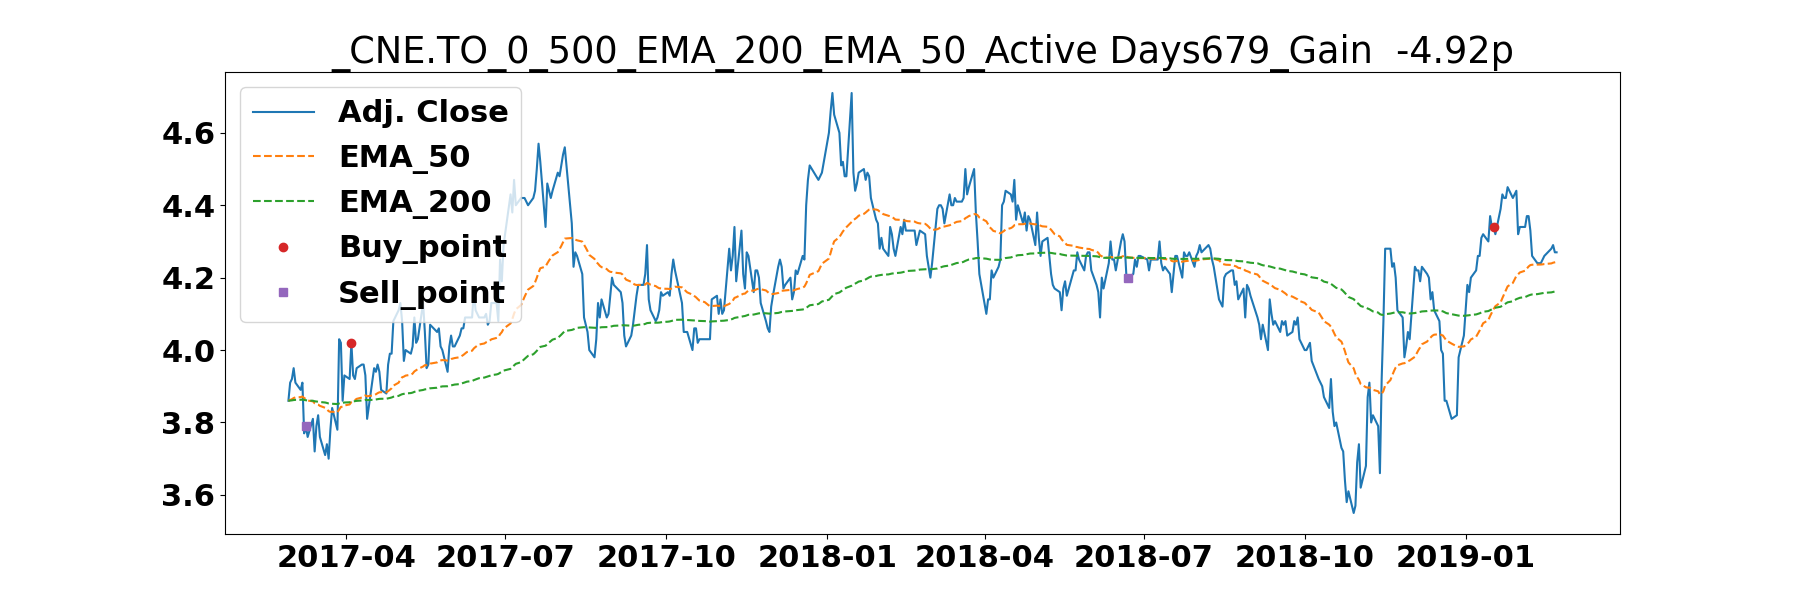 _CNE.TO_0_500_EMA_200_EMA_50_Active Days679_Gain  -4.92p
Adj. Close
EMA_50
EMA_200
Buy_point
Sell_point
4.6
4.4
4.2
4.0
3.8
3.6
2017-04 2017-07 2017-10 2018-01 2018-04 2018-07 2018-10 2019-01